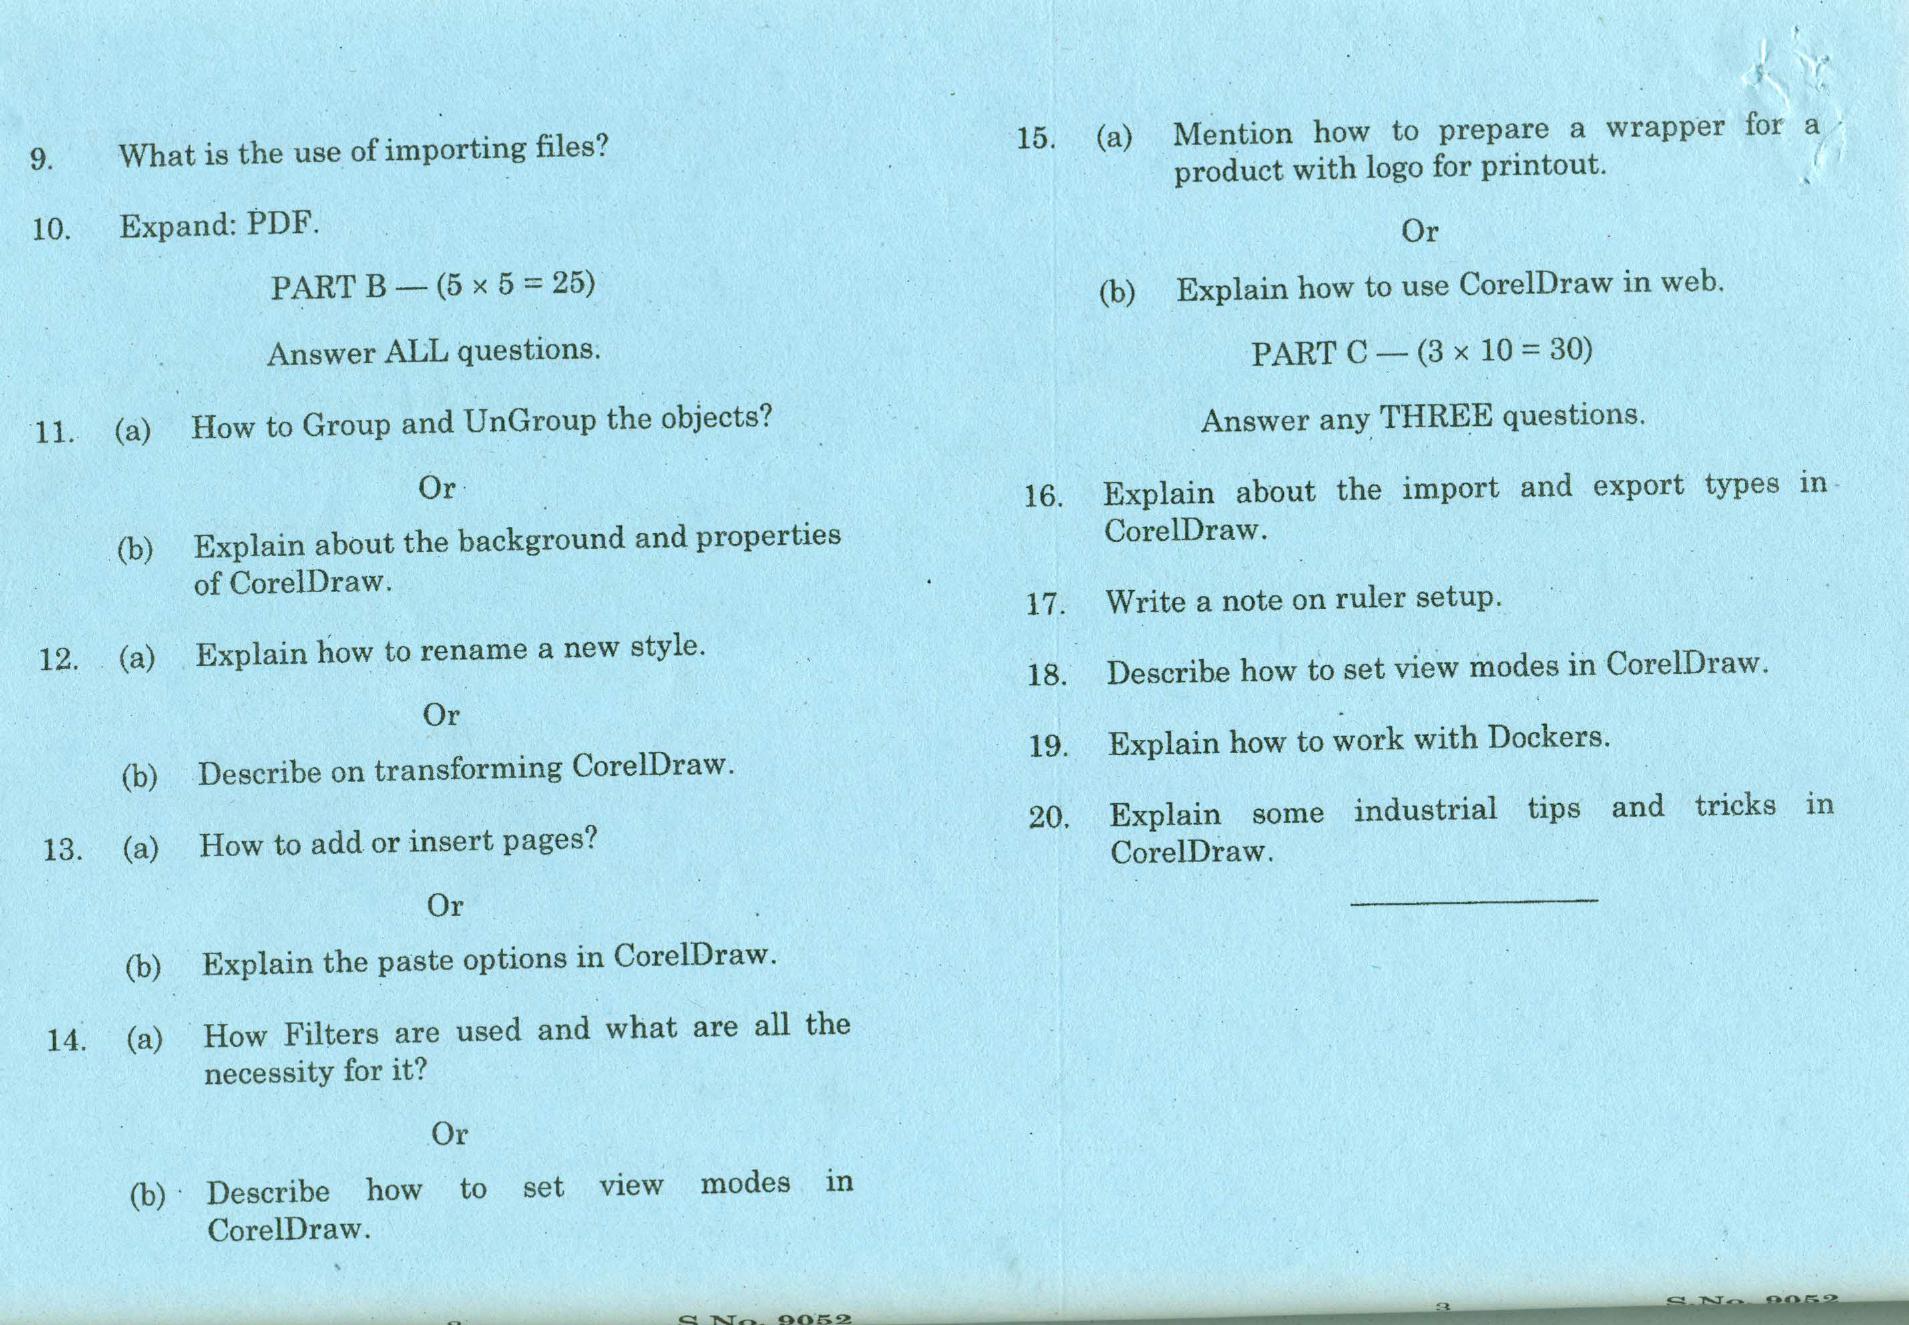 9. What is the use of importing files?
10. Expand: PDF.
PART B — (5 × 5 = 25)
Answer ALL questions.
11. (a) How to Group and UnGroup the objects?
Or
(b) Explain about the background and properties
of CorelDraw.
12. (a) Explain how to rename a new style.
Or
(b) Describe on transforming CorelDraw.
13. (a) How to add or insert pages?
Or
(b) Explain the paste options in CorelDraw.
14. (a) How Filters are used and what are all the
necessity for it?
Or
(b) Describe how to set view modes in
CorelDraw.
S.No. 9052
15. (a) Mention how to prepare a wrapper for a
product with logo for printout.
Or
(b) Explain how to use CorelDraw in web.
PART C — (3 × 10 = 30)
Answer any THREE questions.
16. Explain about the import and export types in
CorelDraw.
17. Write a note on ruler setup.
18. Describe how to set view modes in CorelDraw.
19. Explain how to work with Dockers.
20. Explain some industrial tips and tricks in
CorelDraw.
3 S.No. 9052